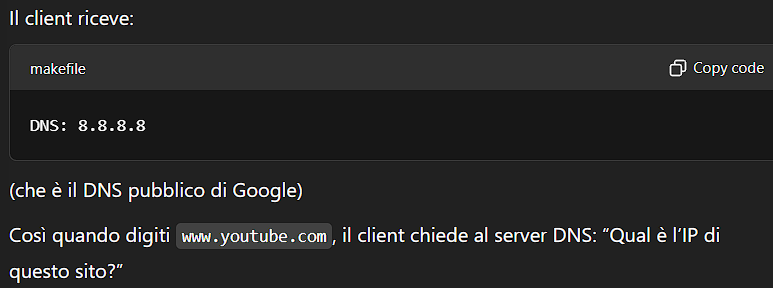 Il client riceve:
makefile
Copy code
DNS: 8.8.8.8
(che è il DNS pubblico di Google)
Così quando digiti www.youtube.com, il client chiede al server DNS: “Qual è l’IP di
questo sito?”